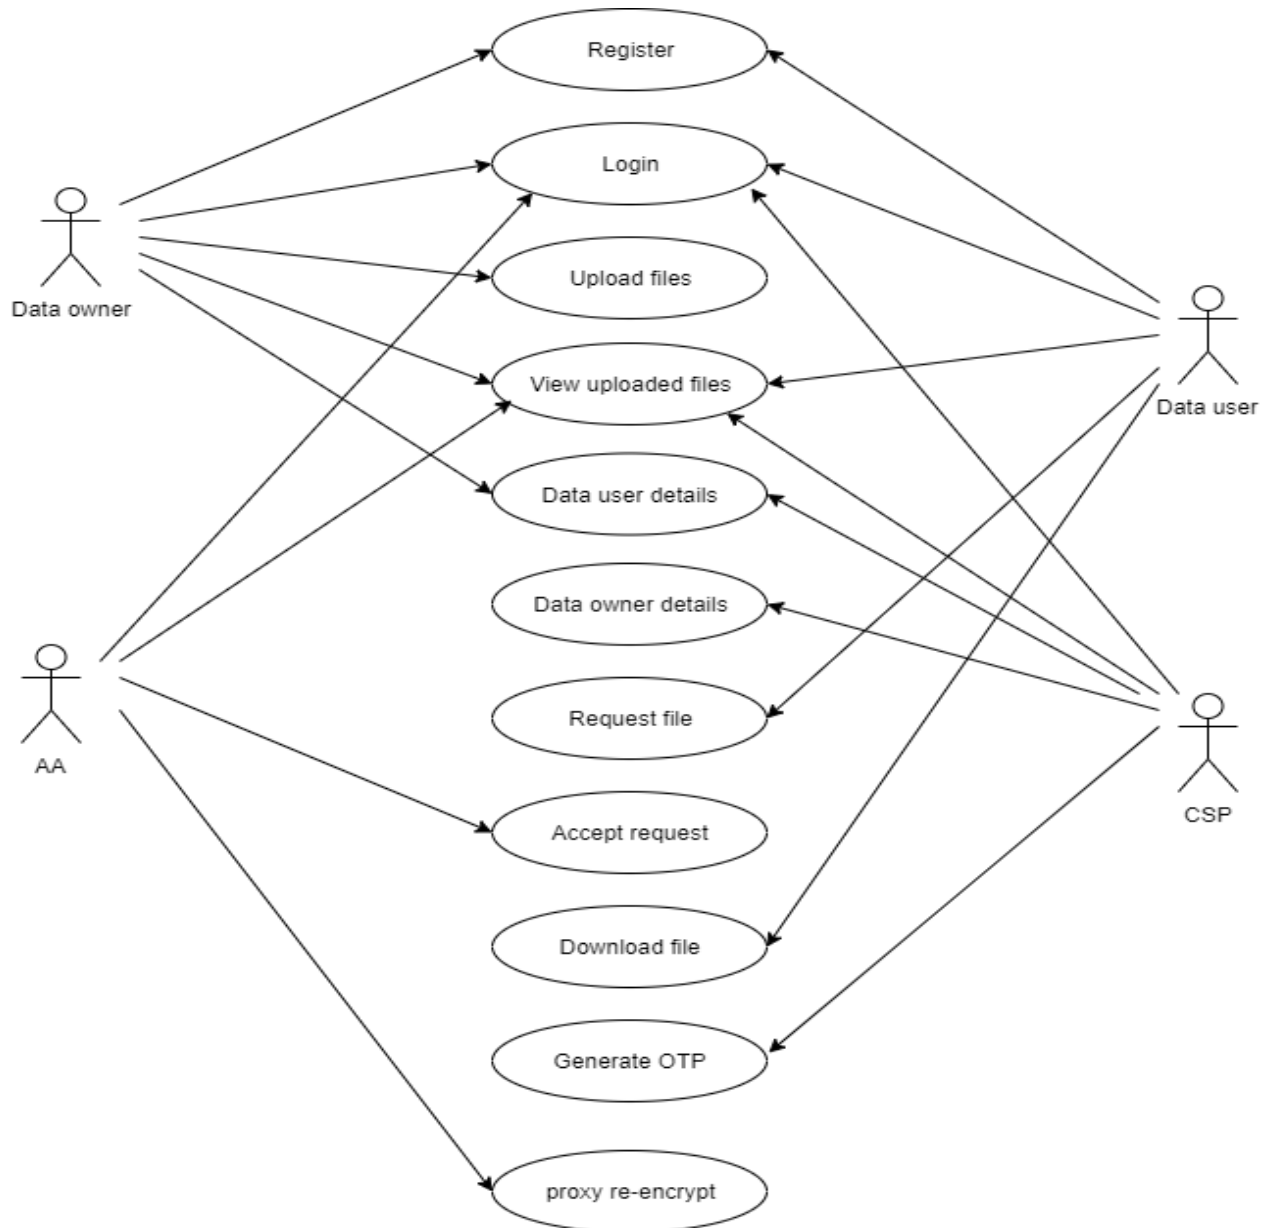 Register
Login
Data owner
Upload files
View uploaded files
Data user
Data user details
Data owner details
Request file
AA
CSP
Accept request
Download file
Generate OTP
proxy re-encrypt